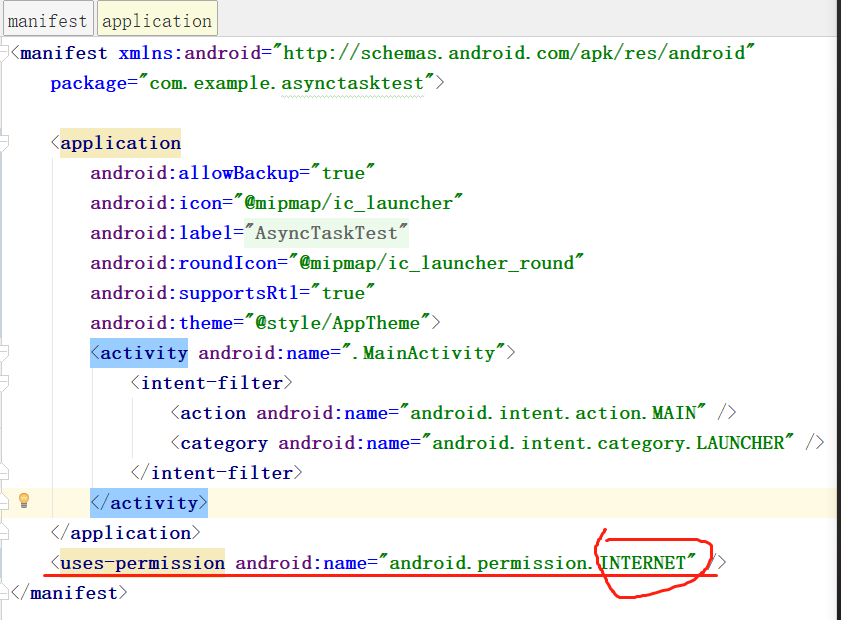 manifest application
<manifest xmlns:android="http://schemas.android.com/apk/res/android"
package="com.example.asynctasktest">
<application
android:allowBackup="true"
android:icon="@mipmap/ic_launcher"
android:label="AsyncTaskTest"
android:roundIcon="@mipmap/ic_launcher_round"
android:supportsRtl="true"
android:theme="@style/AppTheme">
<activity android:name=".MainActivity">
<intent-filter>
<action android:name="android.intent.action.MAIN" />
<category android:name="android.intent.category.LAUNCHER" />
</intent-filter>
</activity>
</application>
<uses-permission android:name="android.permission.INTERNET" />
</manifest>